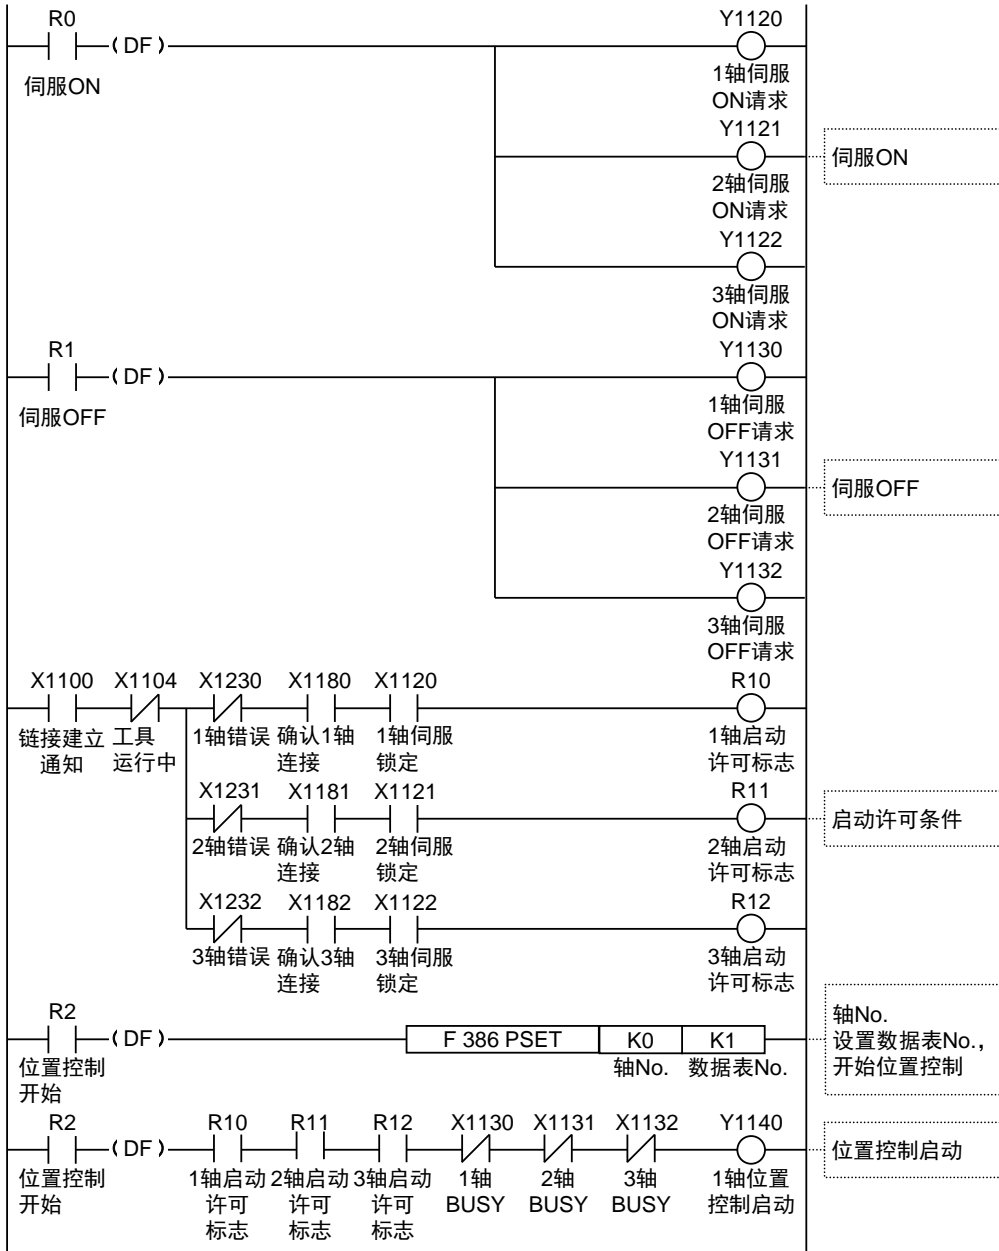 R0
Y1120
( DF )
伺服ON
1轴伺服
ON请求
Y1121
伺服ON
2轴伺服
ON请求
Y1122
3轴伺服
ON请求
R1
Y1130
( DF )
伺服OFF
1轴伺服
OFF请求
Y1131
伺服OFF
2轴伺服
OFF请求
Y1132
3轴伺服
OFF请求
X1100 X1104 X1230 X1180 X1120 R10
链接建立 工具 1轴错误 确认1轴 1轴伺服 1轴启动
通知 运行中 连接 锁定 许可标志
X1231 X1181 X1121 R11
启动许可条件
2轴错误 确认2轴 2轴伺服 2轴启动
连接 锁定 许可标志
X1232 X1182 X1122 R12
3轴错误 确认3轴 3轴伺服 3轴启动
连接 锁定 许可标志
R2
( DF ) F 386 PSET K0 K1
轴No.
设置数据表No.,
开始位置控制
位置控制 轴No. 数据表No.
开始
R2 R10 R11 R12 X1130 X1131 X1132 Y1140
( DF )
位置控制启动
位置控制 1轴启动 2轴启动 3轴启动 1轴 2轴 3轴 1轴位置
开始 许可 许可 许可 BUSY BUSY BUSY 控制启动
标志 标志 标志